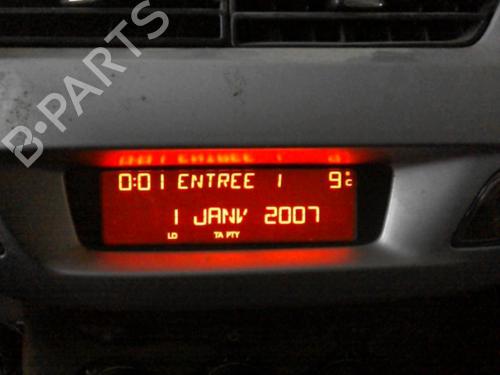 B-PARTS
0:01 ENTREE 1 9°C
1 JANV 2007
LD TA PTY